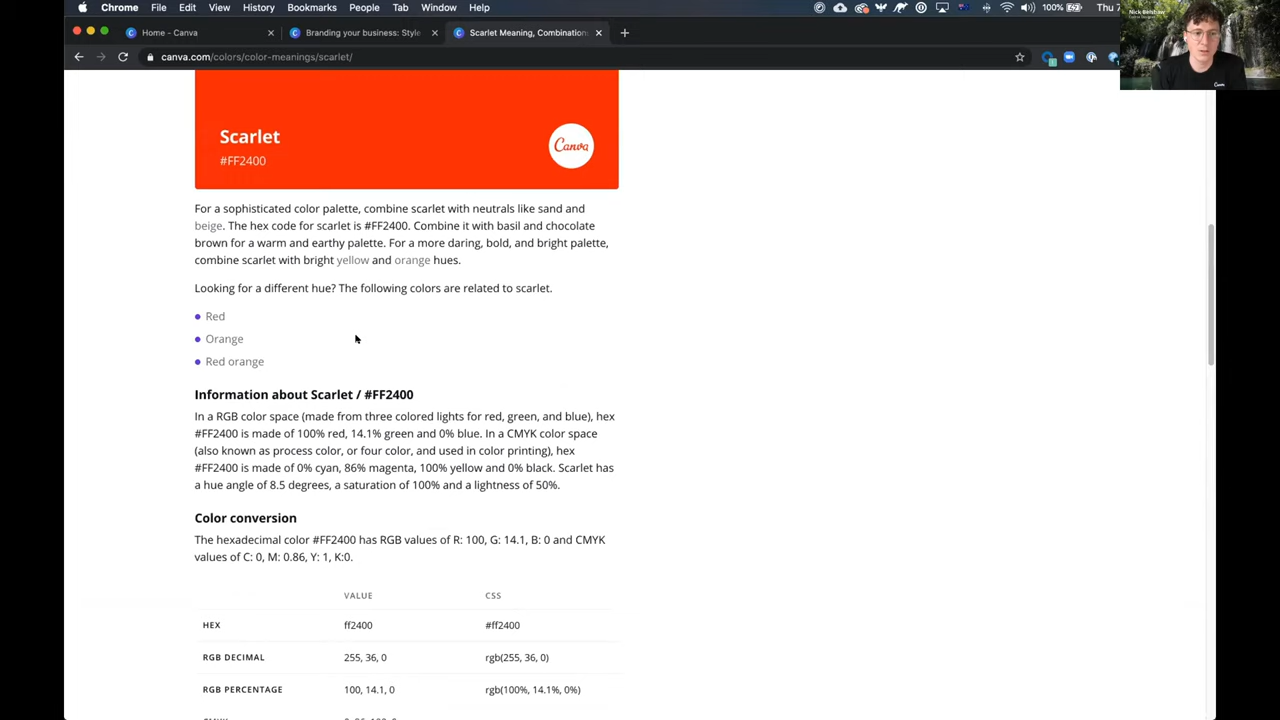 Chrome File Edit View History Bookmarks People Tab Window Help 100% Thu 7
Home - Canva
Branding your business: Style
Scarlet Meaning, Combination
canva.com/colors/color-meanings/scarlet/
Nick
Scarlet
#FF2400
Canva
For a sophisticated color palette, combine scarlet with neutrals like sand and
beige. The hex code for scarlet is #FF2400. Combine it with basil and chocolate
brown for a warm and earthy palette. For a more daring, bold, and bright palette,
combine scarlet with bright yellow and orange hues.
Looking for a different hue? The following colors are related to scarlet.
Red
Orange
Red orange
Information about Scarlet / #FF2400
In a RGB color space (made from three colored lights for red, green, and blue), hex
#FF2400 is made of 100% red, 14.1% green and 0% blue. In a CMYK color space
(also known as process color, or four color, and used in color printing), hex
#FF2400 is made of 0% cyan, 86% magenta, 100% yellow and 0% black. Scarlet has
a hue angle of 8.5 degrees, a saturation of 100% and a lightness of 50%.
Color conversion
The hexadecimal color #FF2400 has RGB values of R: 100, G: 14.1, B: 0 and CMYK
values of C: 0, M: 0.86, Y: 1, K:0.
VALUE CSS
HEX ff2400 #ff2400
RGB DECIMAL 255, 36, 0 rgb(255, 36, 0)
RGB PERCENTAGE 100, 14.1, 0 rgb(100%, 14.1%, 0%)